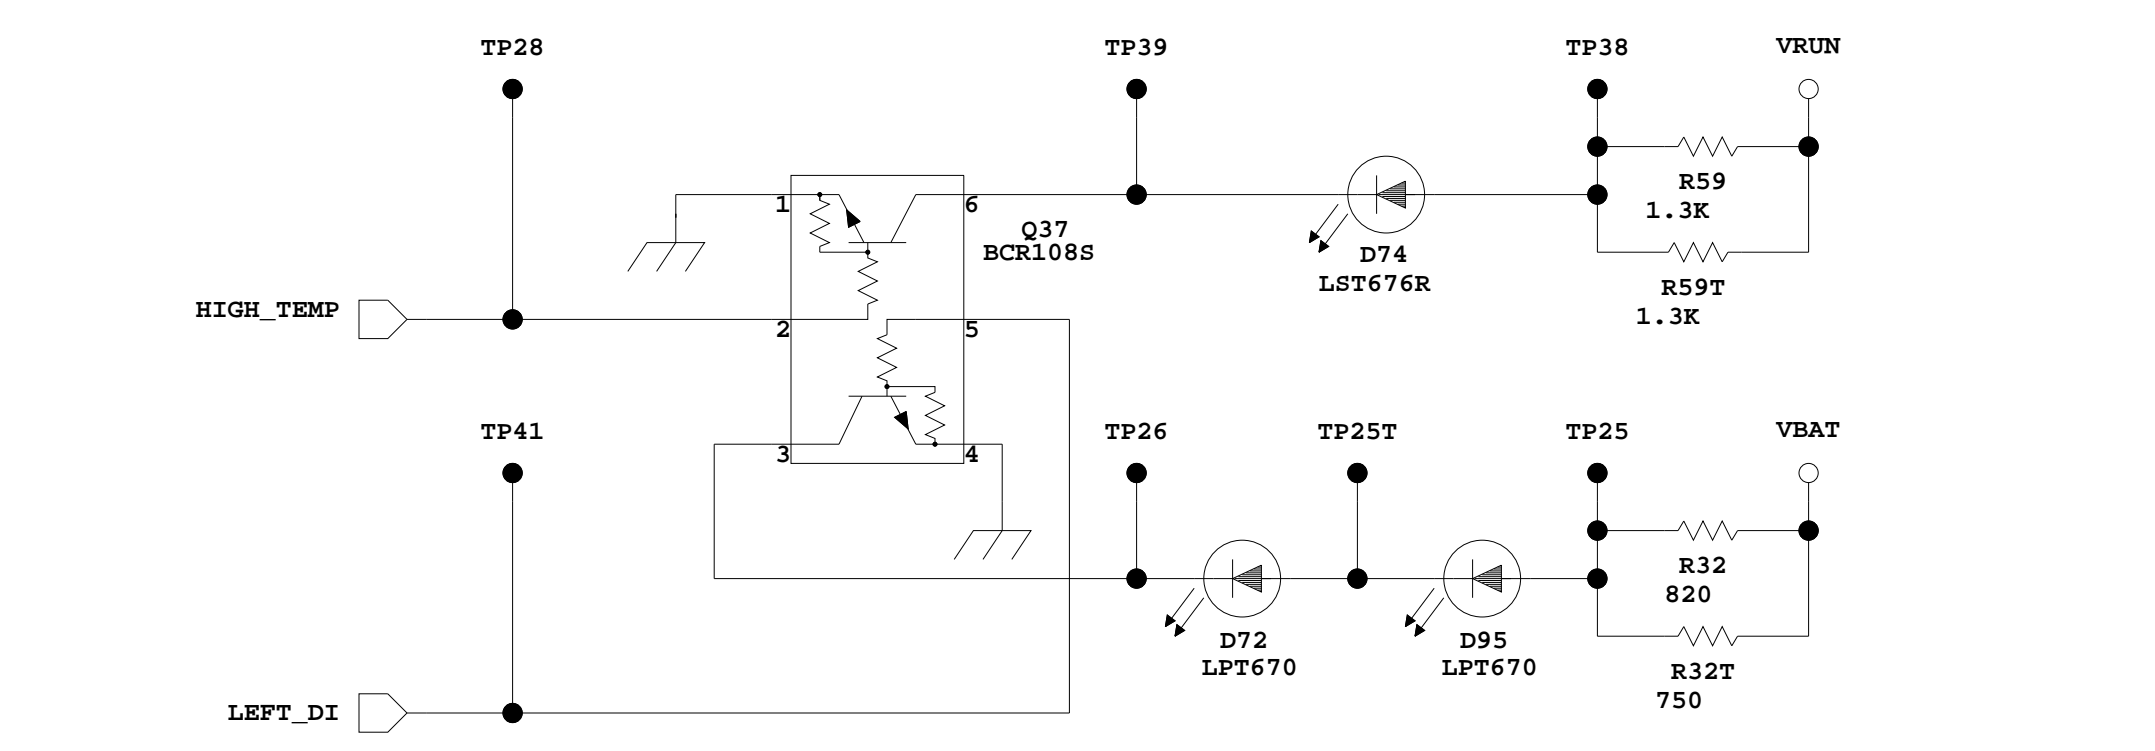 TP28
TP39
TP38
VRUN
R59
1.3K
1
6
Q37
BCR108S
D74
LST676R
R59T
1.3K
HIGH_TEMP
2
5
TP41
3
4
TP26
TP25T
TP25
VBAT
R32
820
D72
LPT670
D95
LPT670
R32T
750
LEFT_DI